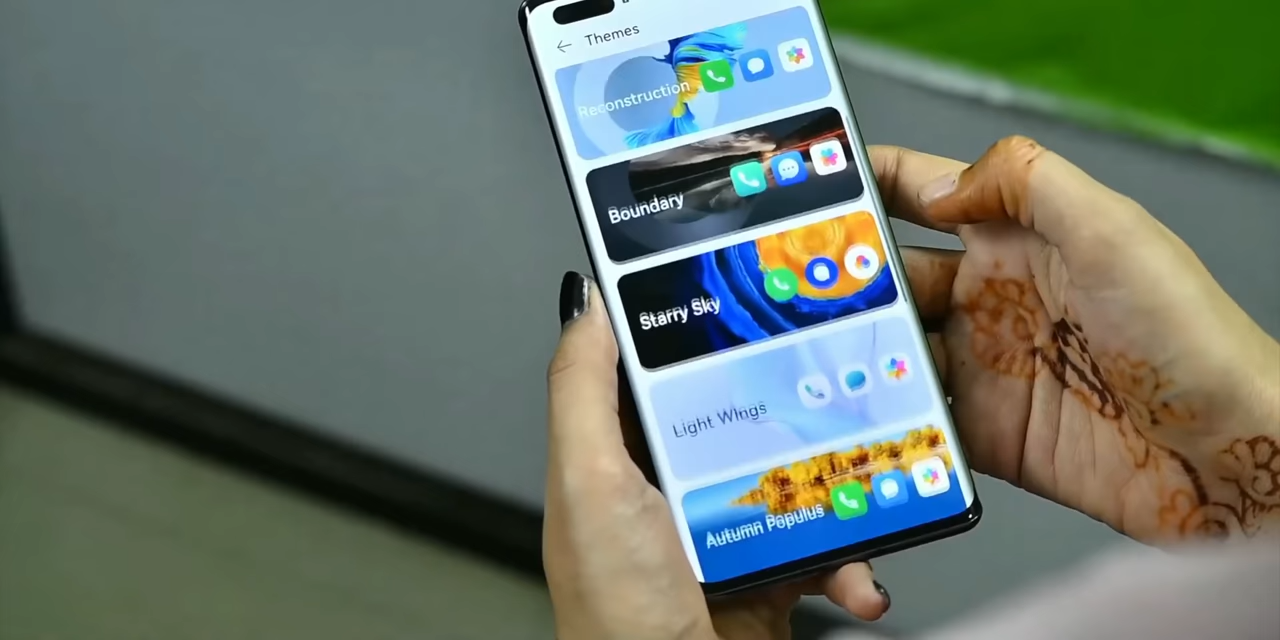 Themes
Reconstruction
Boundary
Starry Sky
Light Wings
Autumn Populus